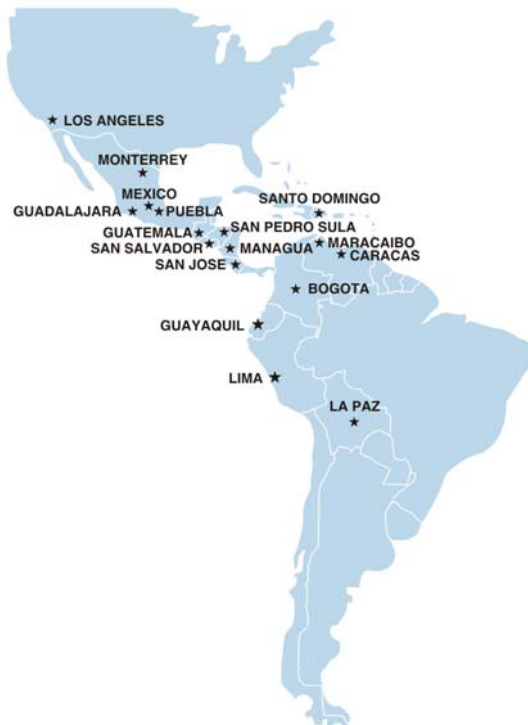 LOS ANGELES
MONTERREY
MEXICO
SANTO DOMINGO
GUADALAJARA
PUEBLA
GUATEMALA
SAN PEDRO SULA
SAN SALVADOR
MANAGUA
MARACAIBO
CARACAS
SAN JOSE
BOGOTA
GUAYAQUIL
LIMA
LA PAZ